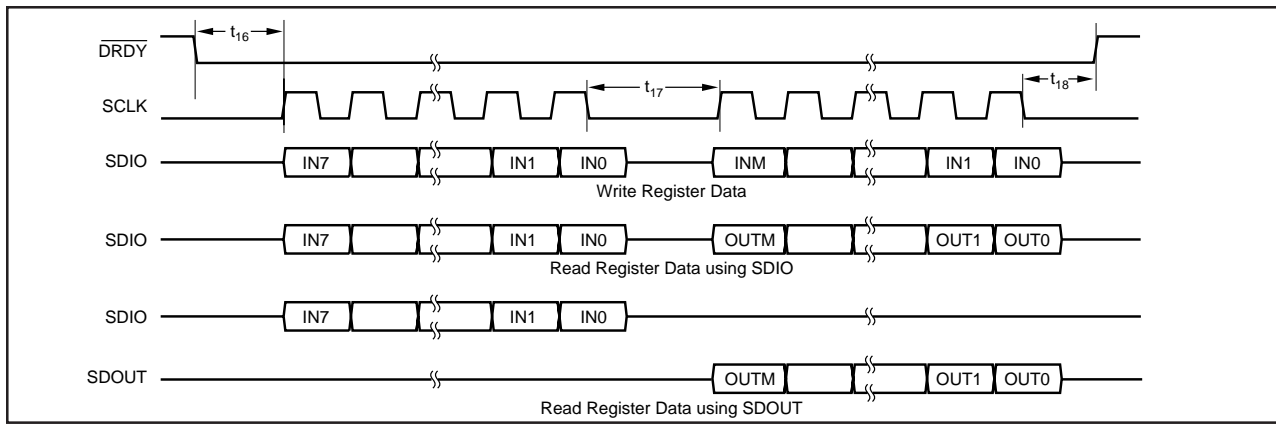 t16
DRDY
SCLK
t17
t18
SDIO IN7 IN1 IN0 INM IN1 IN0
Write Register Data
SDIO IN7 IN1 IN0 OUTM OUT1 OUT0
Read Register Data using SDIO
SDIO IN7 IN1 IN0
SDOUT OUTM OUT1 OUT0
Read Register Data using SDOUT